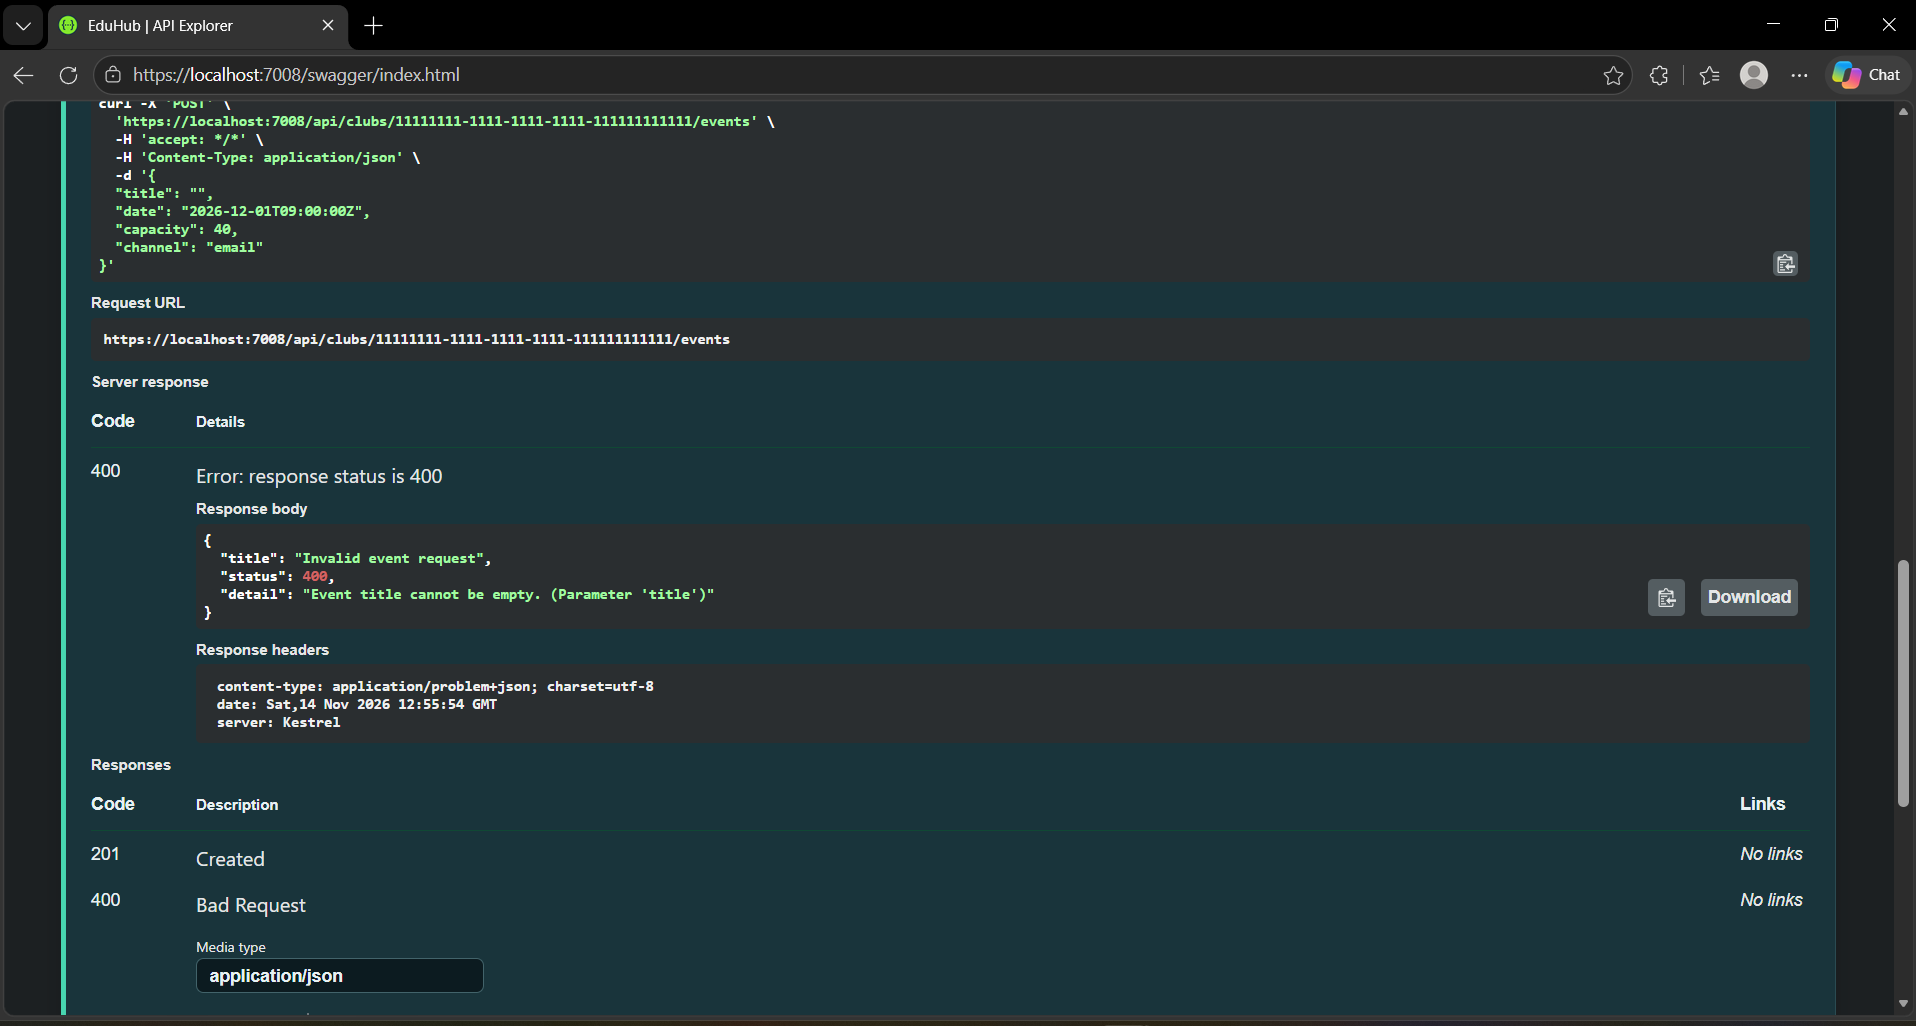 EduHub | API Explorer
https://localhost:7008/swagger/index.html
Chat
curl -X 'POST' \
'https://localhost:7008/api/clubs/11111111-1111-1111-1111-111111111111/events' \
-H 'accept: */*' \
-H 'Content-Type: application/json' \
-d '{
"title": "",
"date": "2026-12-01T09:00:00Z",
"capacity": 40,
"channel": "email"
}'
Request URL
https://localhost:7008/api/clubs/11111111-1111-1111-1111-111111111111/events
Server response
Code Details
400 Error: response status is 400
Response body
{
"title": "Invalid event request",
"status": 400,
"detail": "Event title cannot be empty. (Parameter 'title')"
}
Download
Response headers
content-type: application/problem+json; charset=utf-8
date: Sat,14 Nov 2026 12:55:54 GMT
server: Kestrel
Responses
Code Description Links
201 Created No links
400 Bad Request No links
Media type
application/json